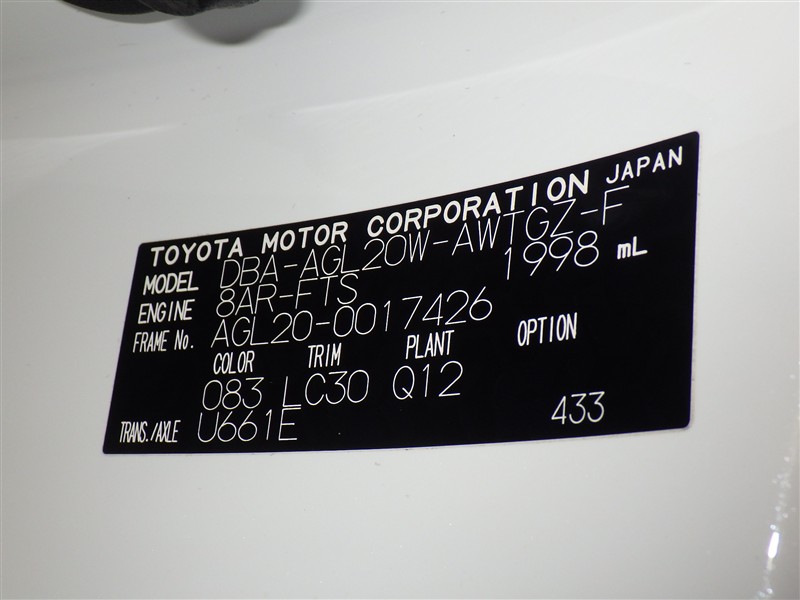 TOYOTA MOTOR CORPORATION JAPAN
MODEL DBA-AGL20W-AWTGZ-F
ENGINE 8AR-FTS 1998 mL
FRAME No. AGL20-0017426
COLOR TRIM PLANT OPTION
083 LC30 Q12
TRANS./AXLE U661E 433